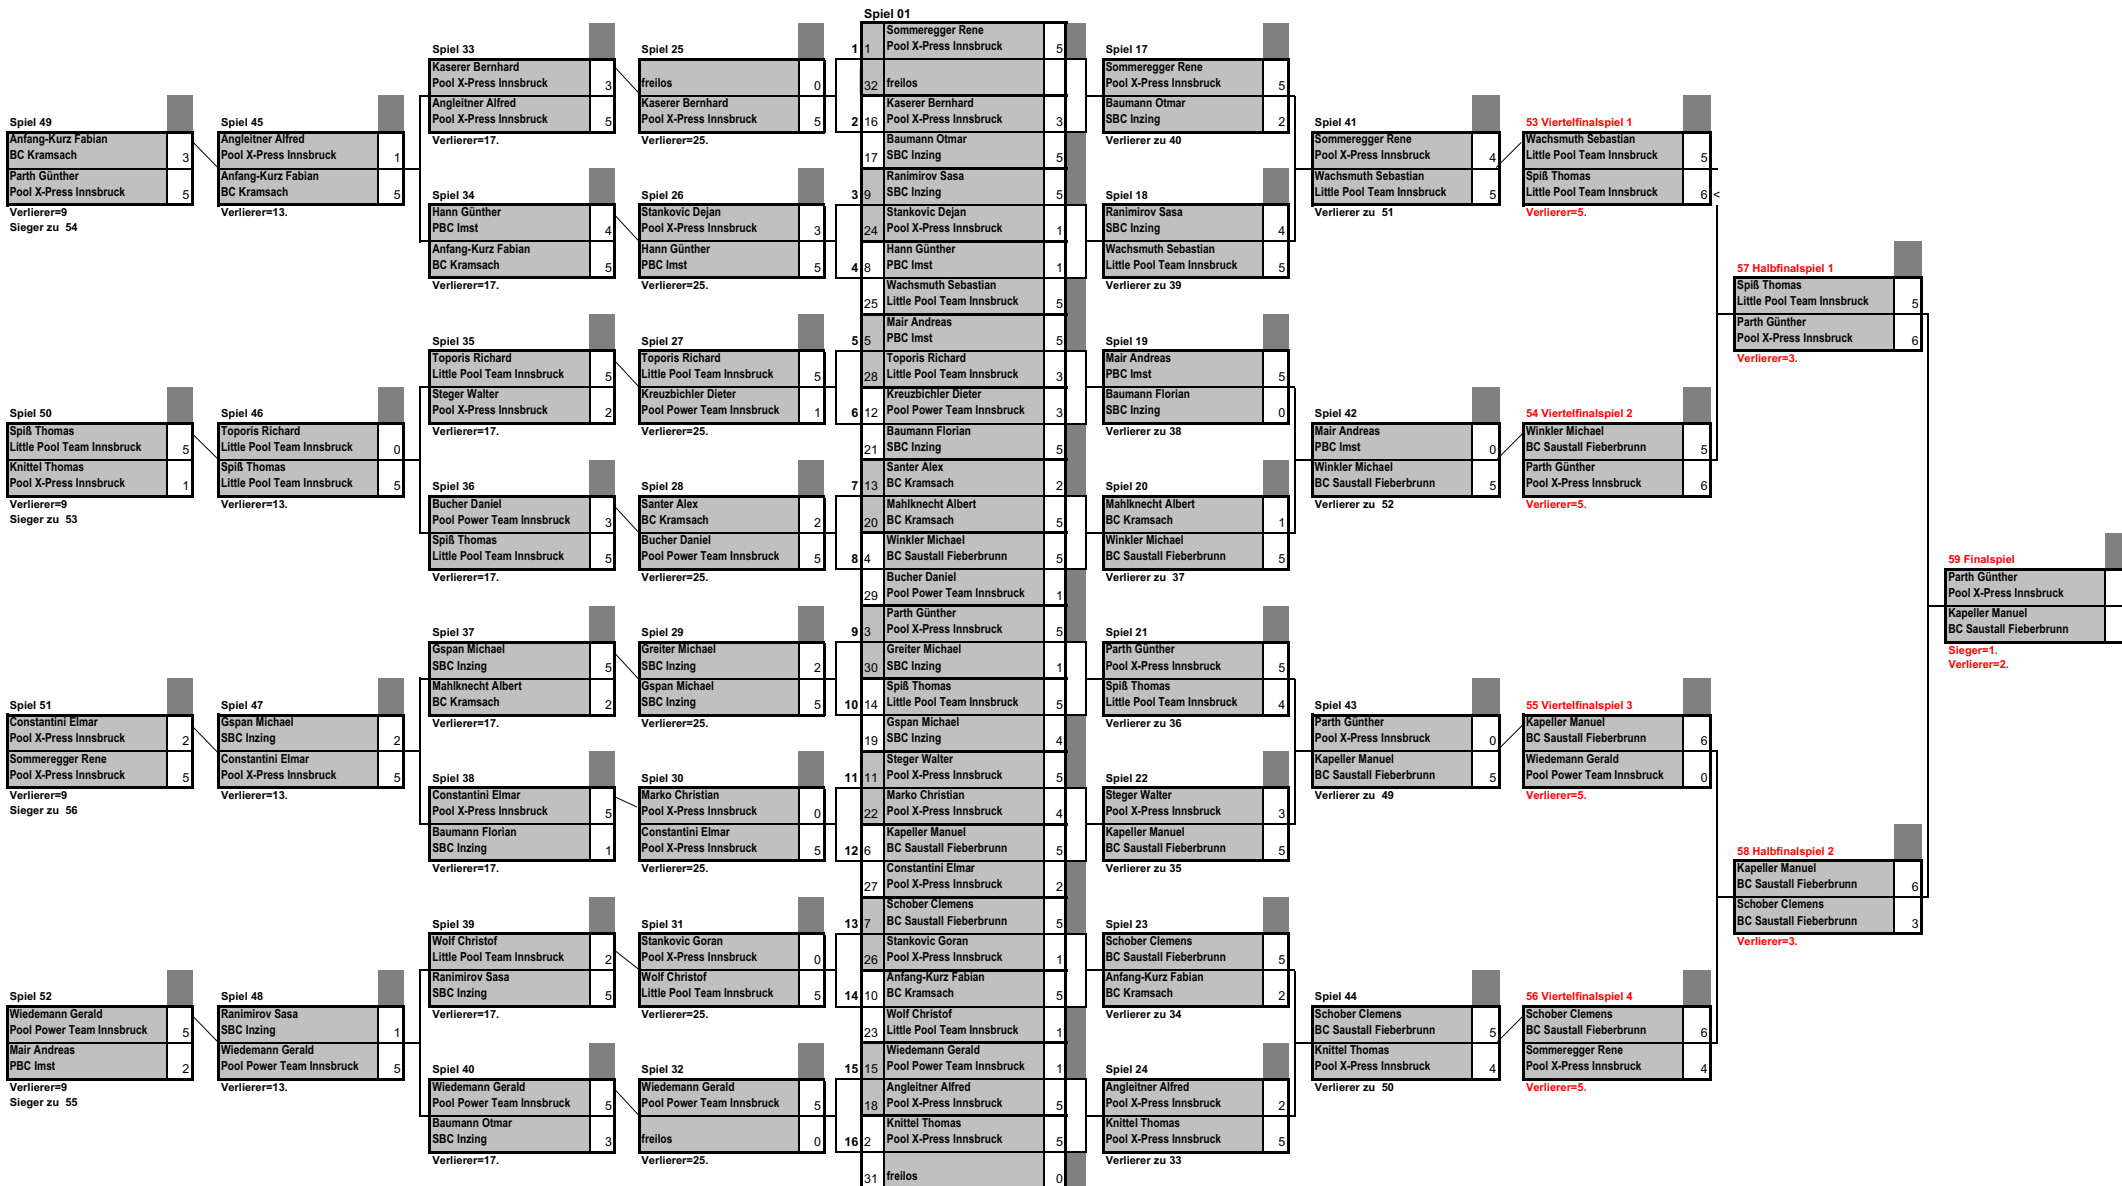 Spiel 49
Anfang-Kurz Fabian
BC Kramsach 3
Parth Günther
Pool X-Press Innsbruck 5
Verlierer=9
Sieger zu 54
Spiel 50
Spiß Thomas
Little Pool Team Innsbruck 5
Knittel Thomas
Pool X-Press Innsbruck 1
Verlierer=9
Sieger zu 53
Spiel 51
Constantini Elmar
Pool X-Press Innsbruck 2
Sommeregger Rene
Pool X-Press Innsbruck 5
Verlierer=9
Sieger zu 56
Spiel 52
Wiedemann Gerald
Pool Power Team Innsbruck 5
Mair Andreas
PBC Imst 2
Verlierer=9
Sieger zu 55
Spiel 45
Angleitner Alfred
Pool X-Press Innsbruck 1
Anfang-Kurz Fabian
BC Kramsach 5
Verlierer=13.
Spiel 46
Toporis Richard
Little Pool Team Innsbruck 0
Spiß Thomas
Little Pool Team Innsbruck 5
Verlierer=13.
Spiel 47
Gspan Michael
SBC Inzing 2
Constantini Elmar
Pool X-Press Innsbruck 5
Verlierer=13.
Spiel 48
Ranimirov Sasa
SBC Inzing 1
Wiedemann Gerald
Pool Power Team Innsbruck 5
Verlierer=13.
Spiel 33
Kaserer Bernhard
Pool X-Press Innsbruck 3
Angleitner Alfred
Pool X-Press Innsbruck 5
Verlierer=17.
Spiel 34
Hann Günther
PBC Imst 4
Anfang-Kurz Fabian
BC Kramsach 5
Verlierer=17.
Spiel 35
Toporis Richard
Little Pool Team Innsbruck 5
Steger Walter
Pool X-Press Innsbruck 2
Verlierer=17.
Spiel 36
Bucher Daniel
Pool Power Team Innsbruck 3
Spiß Thomas
Little Pool Team Innsbruck 5
Verlierer=17.
Spiel 37
Gspan Michael
SBC Inzing 5
Mahlknecht Albert
BC Kramsach 2
Verlierer=17.
Spiel 38
Constantini Elmar
Pool X-Press Innsbruck 5
Baumann Florian
SBC Inzing 1
Verlierer=17.
Spiel 39
Wolf Christof
Little Pool Team Innsbruck 2
Ranimirov Sasa
SBC Inzing 5
Verlierer=17.
Spiel 40
Wiedemann Gerald
Pool Power Team Innsbruck 5
Baumann Otmar
SBC Inzing 3
Verlierer=17.
Spiel 25
freilos 0
Kaserer Bernhard
Pool X-Press Innsbruck 5
Verlierer=25.
Spiel 26
Stankovic Dejan
Pool X-Press Innsbruck 3
Hann Günther
PBC Imst 5
Verlierer=25.
Spiel 27
Toporis Richard
Little Pool Team Innsbruck 5
Kreuzbichler Dieter
Pool Power Team Innsbruck 1
Verlierer=25.
Spiel 28
Santer Alex
BC Kramsach 2
Bucher Daniel
Pool Power Team Innsbruck 5
Verlierer=25.
Spiel 29
Greiter Michael
SBC Inzing 2
Gspan Michael
SBC Inzing 5
Verlierer=25.
Spiel 30
Marko Christian
Pool X-Press Innsbruck 0
Constantini Elmar
Pool X-Press Innsbruck 5
Verlierer=25.
Spiel 31
Stankovic Goran
Pool X-Press Innsbruck 0
Wolf Christof
Little Pool Team Innsbruck 5
Verlierer=25.
Spiel 32
Wiedemann Gerald
Pool Power Team Innsbruck 5
freilos 0
Verlierer=25.
Spiel 01
Sommeregger Rene
1 1 Pool X-Press Innsbruck 5
32 freilos
Kaserer Bernhard
2 16 Pool X-Press Innsbruck 3
Baumann Otmar
17 SBC Inzing 5
Ranimirov Sasa
3 9 SBC Inzing 5
Stankovic Dejan
24 Pool X-Press Innsbruck 1
Hann Günther
4 8 PBC Imst 1
Wachsmuth Sebastian
25 Little Pool Team Innsbruck 5
Mair Andreas
5 5 PBC Imst 5
Toporis Richard
28 Little Pool Team Innsbruck 3
Kreuzbichler Dieter
6 12 Pool Power Team Innsbruck 3
Baumann Florian
21 SBC Inzing 5
Santer Alex
7 13 BC Kramsach 2
Mahlknecht Albert
20 BC Kramsach 5
Winkler Michael
8 4 BC Saustall Fieberbrunn 5
Bucher Daniel
29 Pool Power Team Innsbruck 1
Parth Günther
9 3 Pool X-Press Innsbruck 5
Greiter Michael
30 SBC Inzing 1
Spiß Thomas
10 14 Little Pool Team Innsbruck 5
Gspan Michael
19 SBC Inzing 4
Steger Walter
11 11 Pool X-Press Innsbruck 5
Marko Christian
22 Pool X-Press Innsbruck 4
Kapeller Manuel
12 6 BC Saustall Fieberbrunn 5
Constantini Elmar
27 Pool X-Press Innsbruck 2
Schober Clemens
13 7 BC Saustall Fieberbrunn 5
Stankovic Goran
26 Pool X-Press Innsbruck 1
Anfang-Kurz Fabian
14 10 BC Kramsach 5
Wolf Christof
23 Little Pool Team Innsbruck 1
Wiedemann Gerald
15 15 Pool Power Team Innsbruck 1
Angleitner Alfred
18 Pool X-Press Innsbruck 5
Knittel Thomas
16 2 Pool X-Press Innsbruck 5
31 freilos 0
Spiel 17
Sommeregger Rene
Pool X-Press Innsbruck 5
Baumann Otmar
SBC Inzing 2
Verlierer zu 40
Spiel 18
Ranimirov Sasa
SBC Inzing 4
Wachsmuth Sebastian
Little Pool Team Innsbruck 5
Verlierer zu 39
Spiel 19
Mair Andreas
PBC Imst 5
Baumann Florian
SBC Inzing 0
Verlierer zu 38
Spiel 20
Mahlknecht Albert
BC Kramsach 1
Winkler Michael
BC Saustall Fieberbrunn 5
Verlierer zu 37
Spiel 21
Parth Günther
Pool X-Press Innsbruck 5
Spiß Thomas
Little Pool Team Innsbruck 4
Verlierer zu 36
Spiel 22
Steger Walter
Pool X-Press Innsbruck 3
Kapeller Manuel
BC Saustall Fieberbrunn 5
Verlierer zu 35
Spiel 23
Schober Clemens
BC Saustall Fieberbrunn 5
Anfang-Kurz Fabian
BC Kramsach 2
Verlierer zu 34
Spiel 24
Angleitner Alfred
Pool X-Press Innsbruck 2
Knittel Thomas
Pool X-Press Innsbruck 5
Verlierer zu 33
Spiel 41
Sommeregger Rene
Pool X-Press Innsbruck 4
Wachsmuth Sebastian
Little Pool Team Innsbruck 5
Verlierer zu 51
Spiel 42
Mair Andreas
PBC Imst 0
Winkler Michael
BC Saustall Fieberbrunn 5
Verlierer zu 52
Spiel 43
Parth Günther
Pool X-Press Innsbruck 0
Kapeller Manuel
BC Saustall Fieberbrunn 5
Verlierer zu 49
Spiel 44
Schober Clemens
BC Saustall Fieberbrunn 5
Knittel Thomas
Pool X-Press Innsbruck 4
Verlierer zu 50
53 Viertelfinalspiel 1
Wachsmuth Sebastian
Little Pool Team Innsbruck 5
Spiß Thomas
Little Pool Team Innsbruck 6 <
Verlierer=5.
54 Viertelfinalspiel 2
Winkler Michael
BC Saustall Fieberbrunn 5
Parth Günther
Pool X-Press Innsbruck 6
Verlierer=5.
55 Viertelfinalspiel 3
Kapeller Manuel
BC Saustall Fieberbrunn 6
Wiedemann Gerald
Pool Power Team Innsbruck 0
Verlierer=5.
56 Viertelfinalspiel 4
Schober Clemens
BC Saustall Fieberbrunn 6
Sommeregger Rene
Pool X-Press Innsbruck 4
Verlierer=5.
57 Halbfinalspiel 1
Spiß Thomas
Little Pool Team Innsbruck 5
Parth Günther
Pool X-Press Innsbruck 6
Verlierer=3.
58 Halbfinalspiel 2
Kapeller Manuel
BC Saustall Fieberbrunn 6
Schober Clemens
BC Saustall Fieberbrunn 3
Verlierer=3.
59 Finalspiel
Parth Günther
Pool X-Press Innsbruck
Kapeller Manuel
BC Saustall Fieberbrunn
Sieger=1.
Verlierer=2.